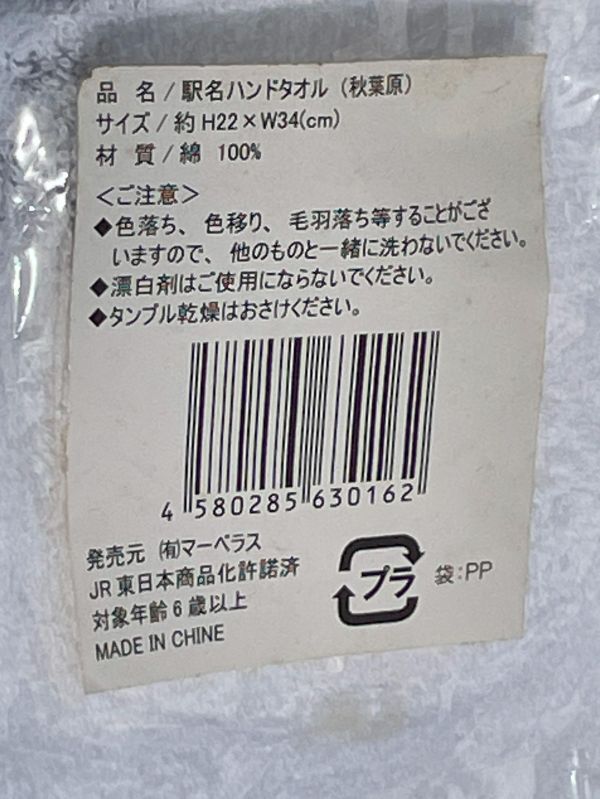 品 名/駅名ハンドタオル (秋葉原)
サイズ/約 H22×W34(cm)
材 質/綿 100%
<ご注意>
◆色落ち、色移り、毛羽落ち等することがござ
いますので、他のものと一緒に洗わないでください。
◆漂白剤はご使用にならないでください。
◆タンブル乾燥はおさけください。
4 580285 630162
発売元 ㈲マーベラス
JR東日本商品化許諾済
対象年齢6歳以上
MADE IN CHINE
プラ 袋:PP